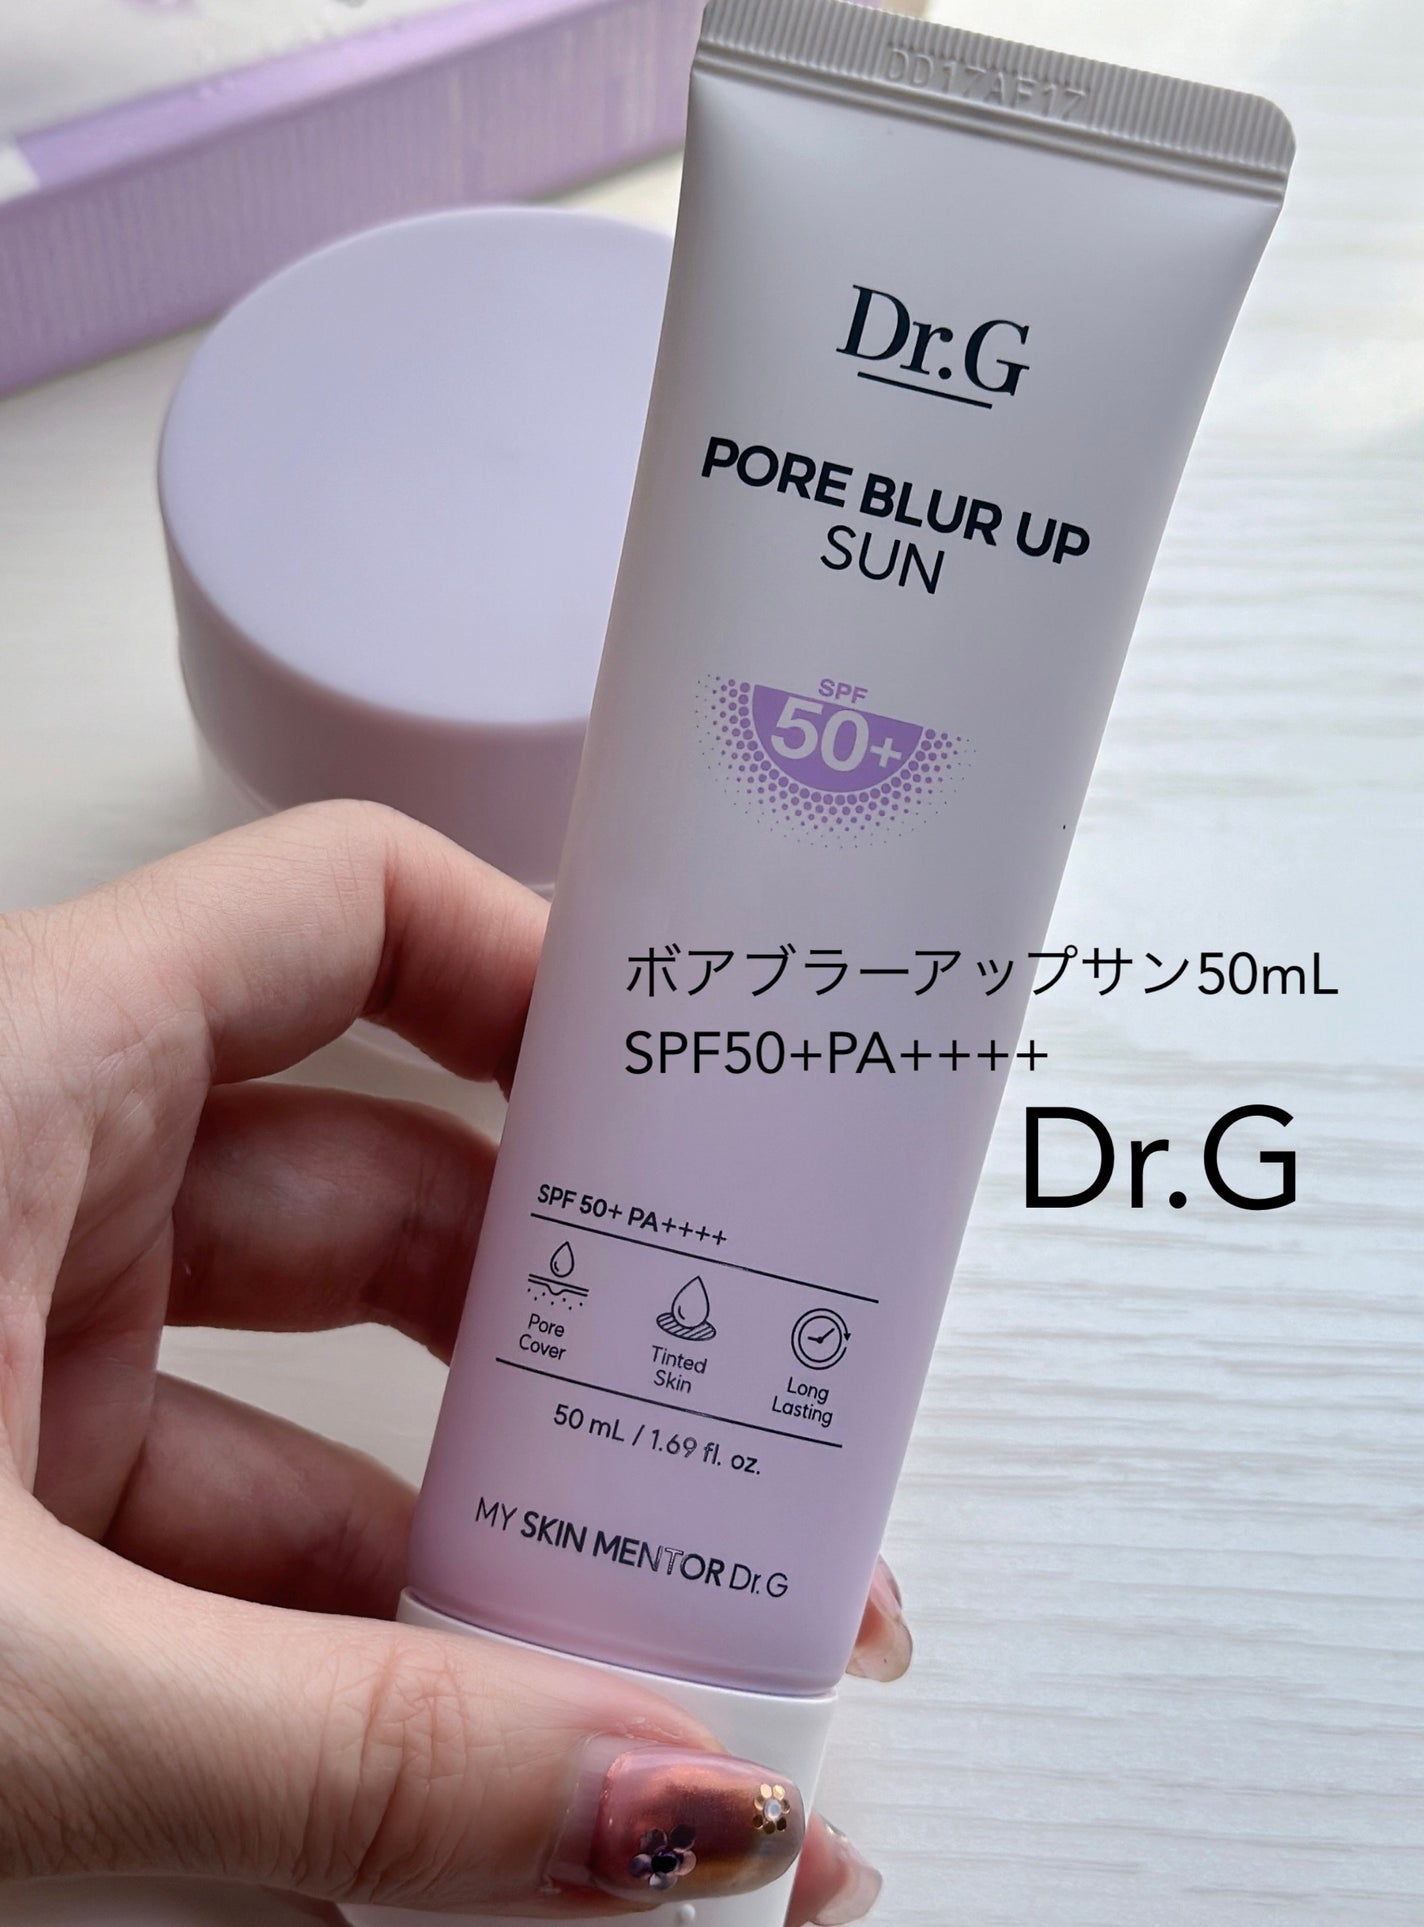 DD17AF17
Dr.G
PORE BLUR UP
SUN
SPF
50+
ボアブラーアップサン50mL
SPF50+PA++++
Dr.G
SPF 50+ PA++++
Pore
Cover
Tinted
Skin
Long
Lasting
50 mL / 1.69 fl. oz.
MY SKIN MENTOR Dr.G